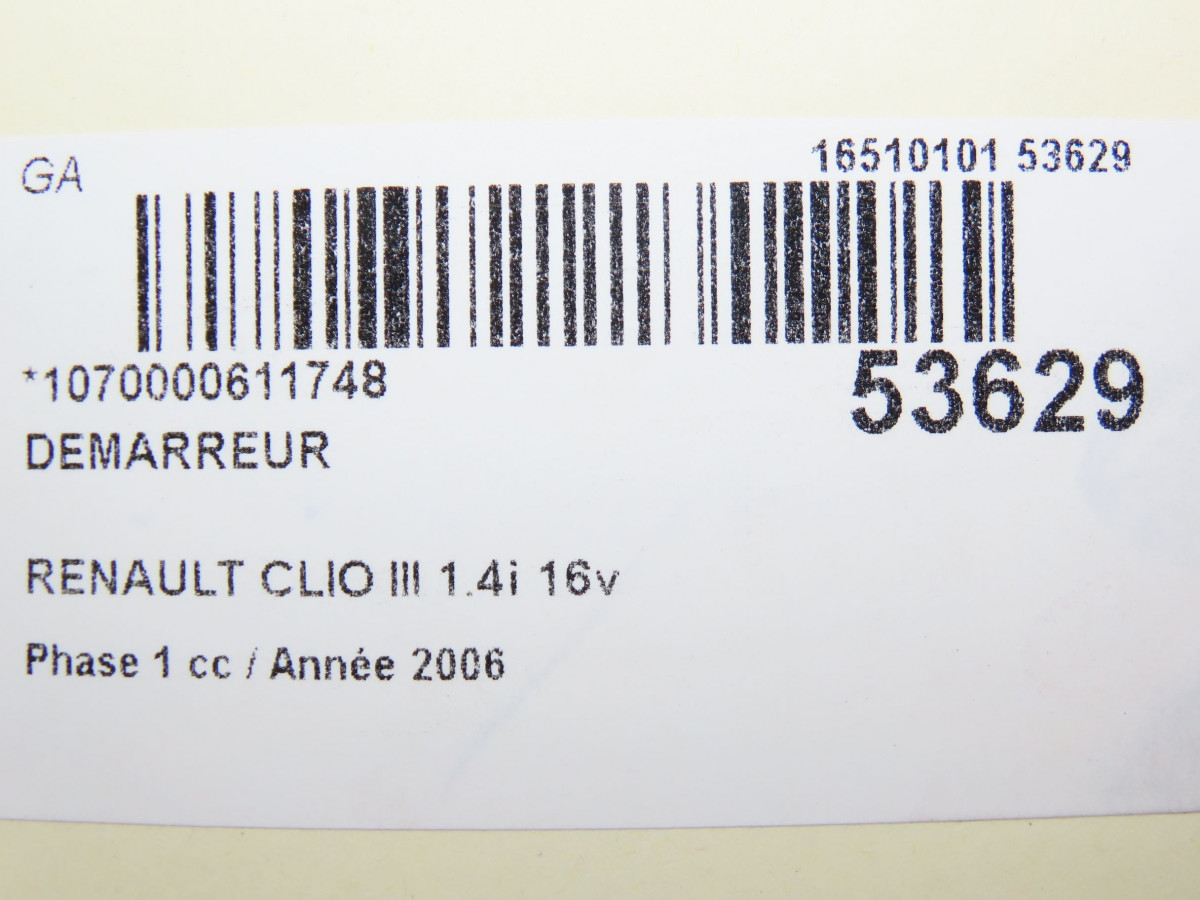 GA
16510101 53629
*1070000611748
53629
DEMARREUR
RENAULT CLIO III 1.4i 16v
Phase 1 cc / Année 2006